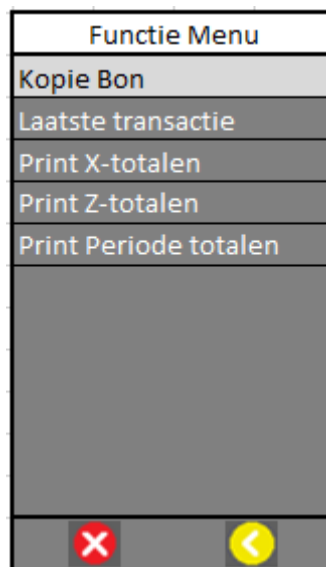 Functie Menu
Kopie Bon
Laatste transactie
Print X-totalen
Print Z-totalen
Print Periode totalen